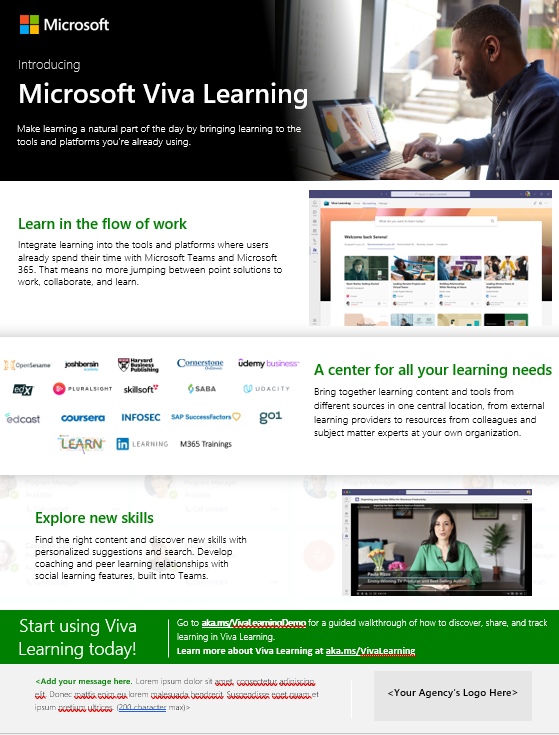 Microsoft
Introducing
Microsoft Viva Learning
Make learning a natural part of the day by bringing learning to the
tools and platforms you're already using.
Learn in the flow of work
Integrate learning into the tools and platforms where users
already spend their time with Microsoft Teams and Microsoft
365. That means no more jumping between point solutions to
work, collaborate, and learn.
Viva Learning
What do you want to learn today?
Welcome back Serena!
OpenSesame joshbersin Harvard Business Publishing Cornerstone OnDemand ûdemy business
edX PLURALSIGHT skillsoft SABA UDACITY
edcast coursera INFOSEC SAP SuccessFactors go1
LEARN LinkedIn LEARNING M365 Trainings
A center for all your learning needs
Bring together learning content and tools from
different sources in one central location, from external
learning providers to resources from colleagues and
subject matter experts at your own organization.
Explore new skills
Find the right content and discover new skills with
personalized suggestions and search. Develop
coaching and peer learning relationships with
social learning features, built into Teams.
Paula Rizzo
Emmy-Winning TV Producer and Best-Selling Author
Start using Viva
Learning today!
Go to aka.ms/VivaLearningDemo for a guided walkthrough of how to discover, share, and track
learning in Viva Learning.
Learn more about Viva Learning at aka.ms/VivaLearning
<Add your message here. Lorem ipsum dolor sit amet, consectetur adipiscing
elit. Donec mattis enim eu lorem malesuada hendrerit. Suspendisse eget quam et
ipsum pretium ultrices. (200 character max)>
<Your Agency's Logo Here>